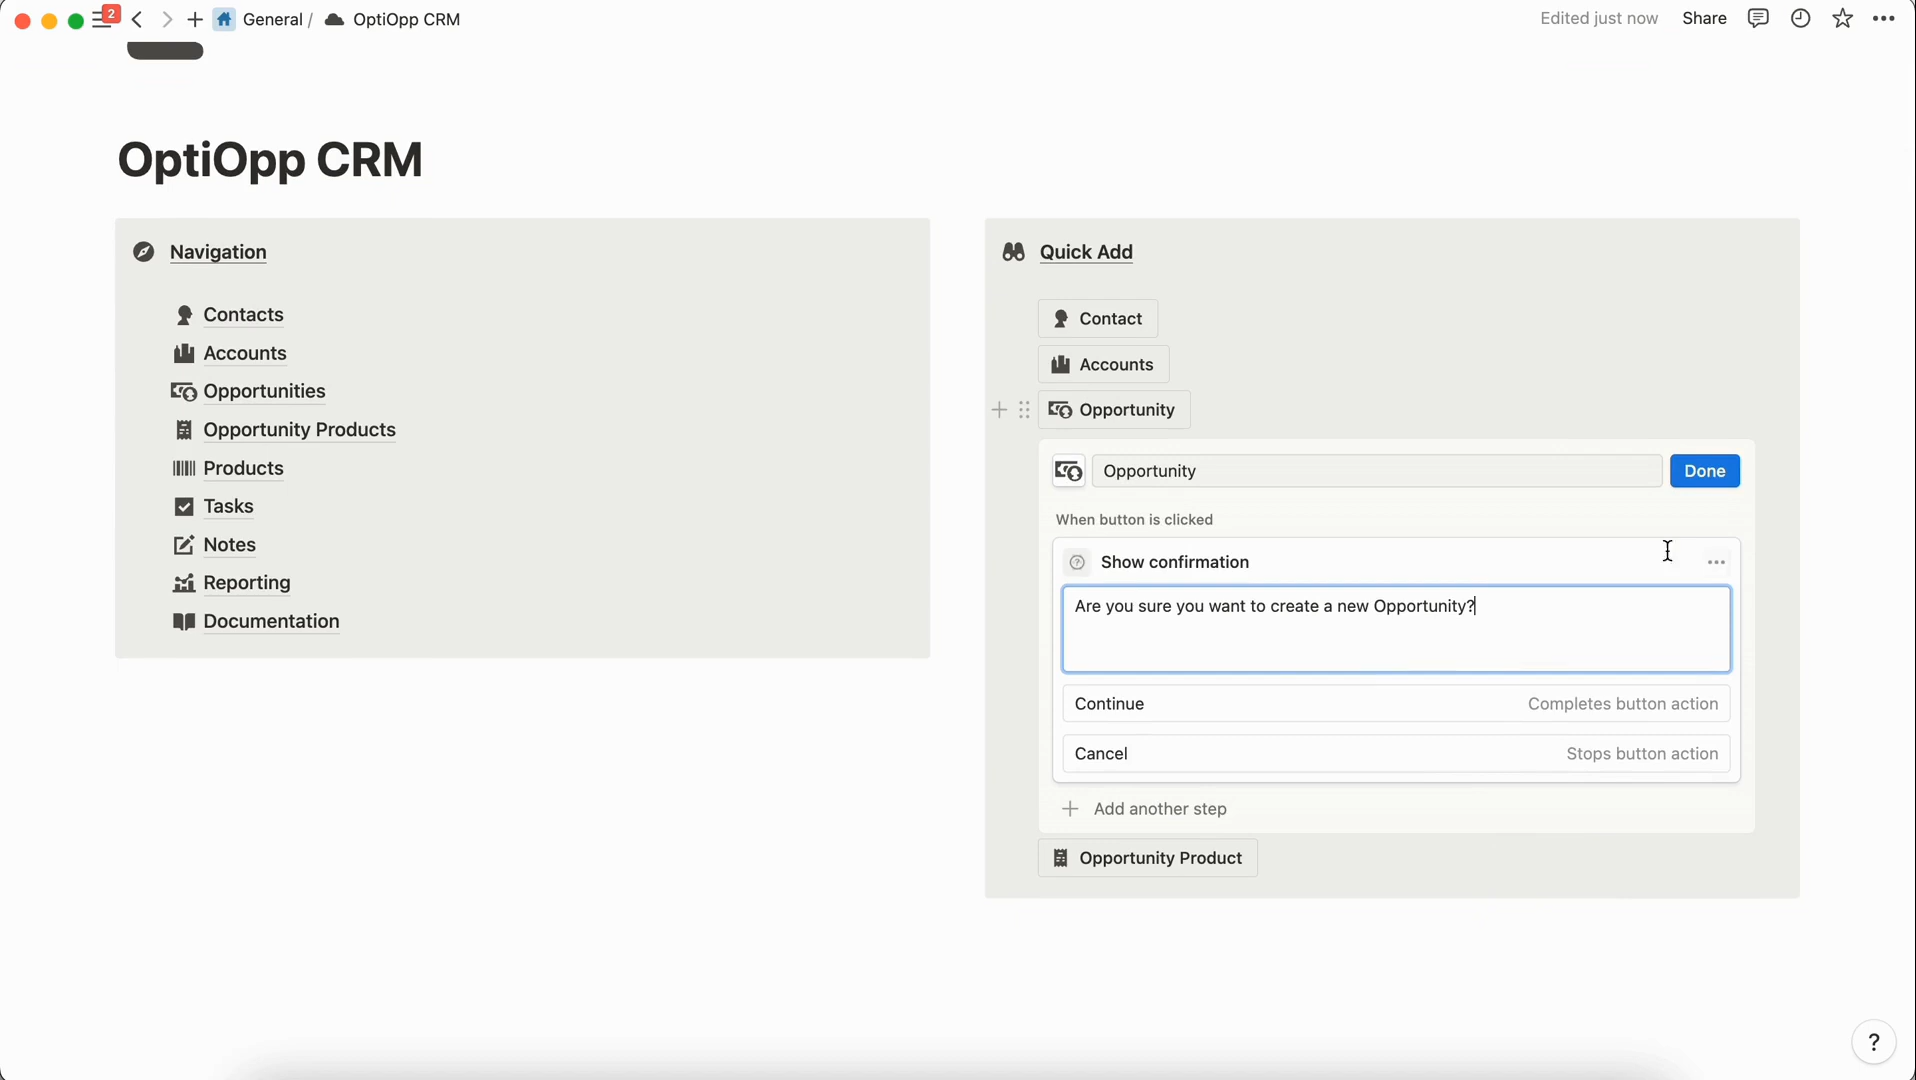 2
General / OptiOpp CRM
Edited just now
Share
OptiOpp CRM
Navigation
Contacts
Accounts
Opportunities
Opportunity Products
Products
Tasks
Notes
Reporting
Documentation
Quick Add
Contact
Accounts
Opportunity
Opportunity
Done
When button is clicked
Show confirmation
Are you sure you want to create a new Opportunity?
Continue
Completes button action
Cancel
Stops button action
Add another step
Opportunity Product
?